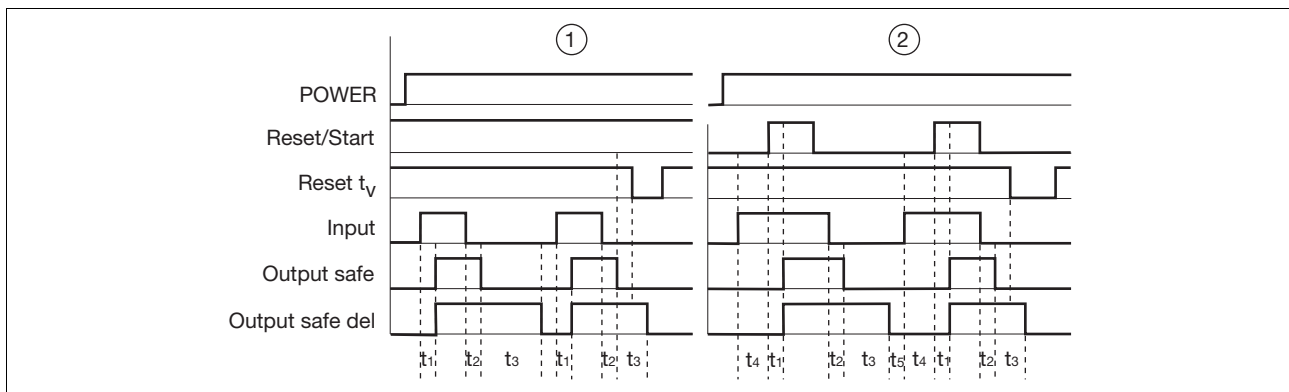 ① ②
POWER
Reset/Start
Reset tv
Input
Output safe
Output safe del
t1 t2 t3 t1 t2 t3 t4 t1 t2 t3 t5 t4 t1 t2 t3